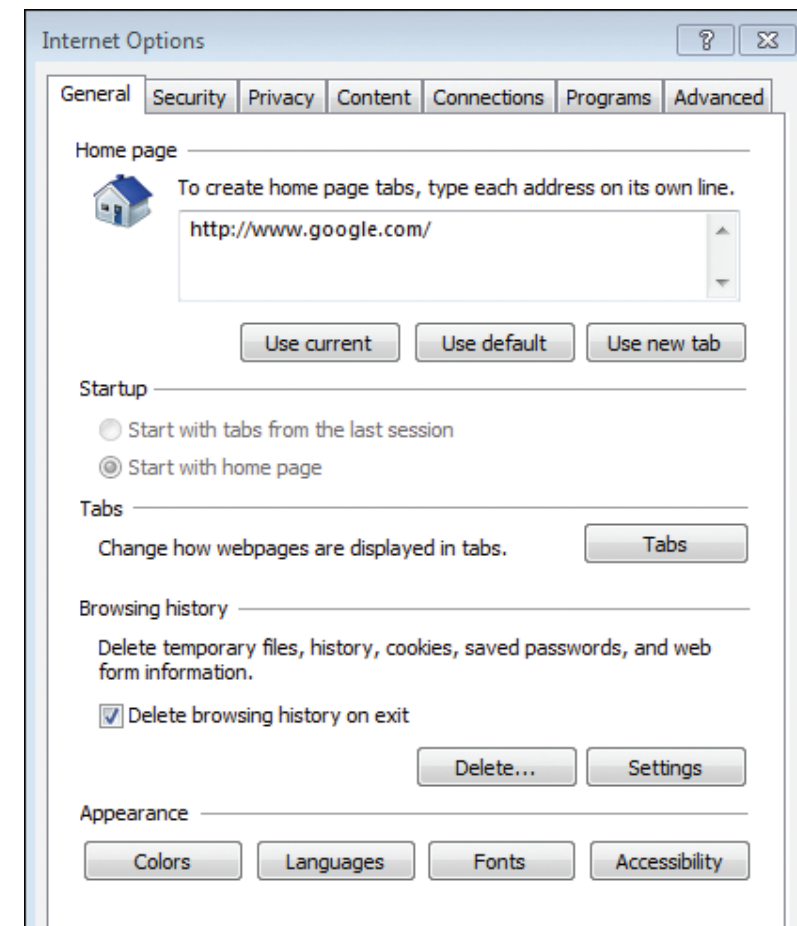 Internet Options
General Security Privacy Content Connections Programs Advanced
Home page
To create home page tabs, type each address on its own line.
http://www.google.com/
Use current Use default Use new tab
Startup
Start with tabs from the last session
Start with home page
Tabs
Change how webpages are displayed in tabs. Tabs
Browsing history
Delete temporary files, history, cookies, saved passwords, and web
form information.
Delete browsing history on exit
Delete... Settings
Appearance
Colors Languages Fonts Accessibility